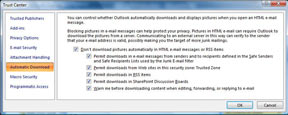 Trust Center
Trusted Publishers
Add-ins
Privacy Options
E-mail Security
Attachment Handling
Automatic Download
Macro Security
Programmatic Access
You can control whether Outlook automatically downloads and displays pictures when you open an HTML e-mail message.
Blocking pictures in e-mail messages can help protect your privacy. Pictures in HTML e-mail can require Outlook to download the pictures from a server. Communicating to an external server in this way can verify to the sender that your e-mail address is valid, possibly making you the target of more junk mailings.
Don't download pictures automatically in HTML e-mail messages or RSS items
Permit downloads in e-mail messages from senders and to recipients defined in the Safe Senders and Safe Recipients Lists used by the Junk E-mail filter
Permit downloads from Web sites in this security zone: Trusted Zone
Permit downloads in RSS items
Permit downloads in SharePoint Discussion Boards
Warn me before downloading content when editing, forwarding, or replying to e-mail
OK
Cancel